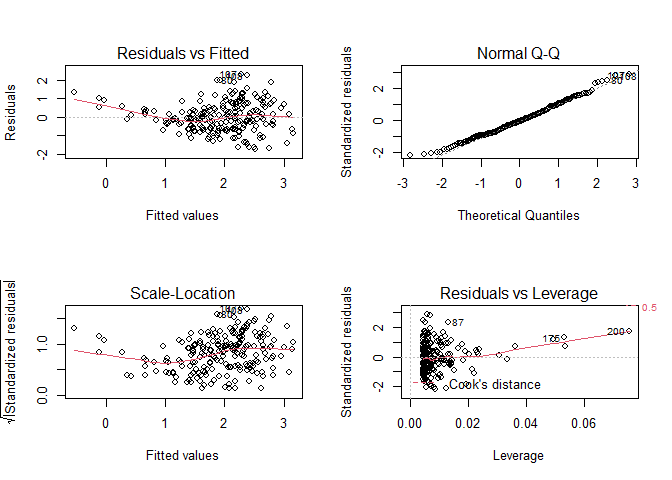 Residuals vs Fitted
Residuals
-2 0 1 2
0 1 2 3
Fitted values
Normal Q-Q
Standardized residuals
-2 0 2
-3 -2 -1 0 1 2 3
Theoretical Quantiles
Scale-Location
√|Standardized residuals|
0.0 1.0
0 1 2 3
Fitted values
Residuals vs Leverage
Standardized residuals
-2 0 2
87
175
200
0.5
Cook's distance
0.00 0.02 0.04 0.06
Leverage